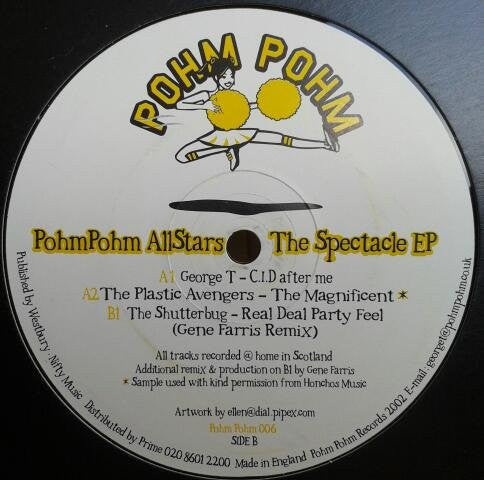 POHM POHM
PohmPohm AllStars The Spectacle EP
A1 George T - C.I.D after me
A2 The Plastic Avengers - The Magnificent *
B1 The Shutterbug - Real Deal Party Feel
(Gene Farris Remix)
All tracks recorded @ home in Scotland
Additional remix & production on B1 by Gene Farris
* Sample used with kind permission from Honchos Music
Artwork by ellen@dial.pipex.com
Pohm Pohm 006
SIDE B
Published by Westbury . Nifty Music Distributed by Prime 020 8601 2200 Made in England Pohm Pohm Records 2002 E-mail : georget@pohmpohm.co.uk